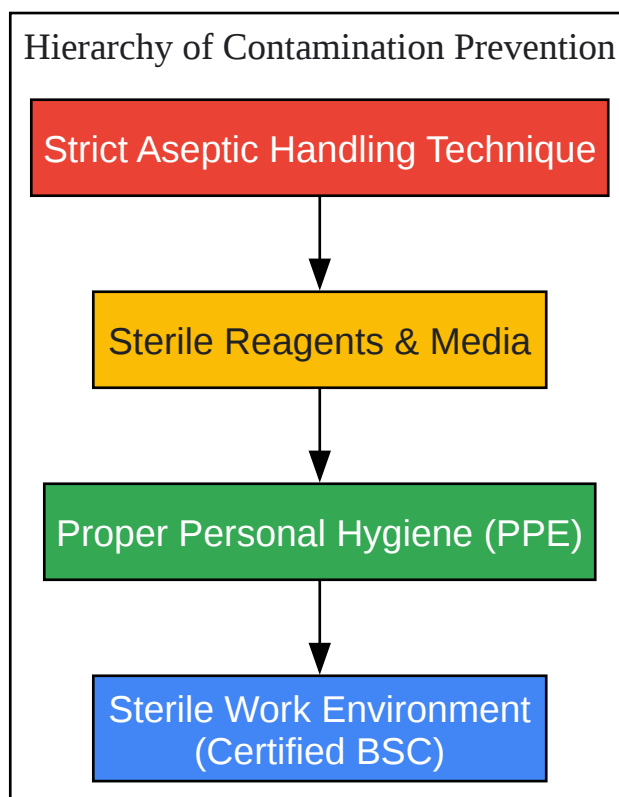 Hierarchy of Contamination Prevention
Strict Aseptic Handling Technique
Sterile Reagents & Media
Proper Personal Hygiene (PPE)
Sterile Work Environment
(Certified BSC)